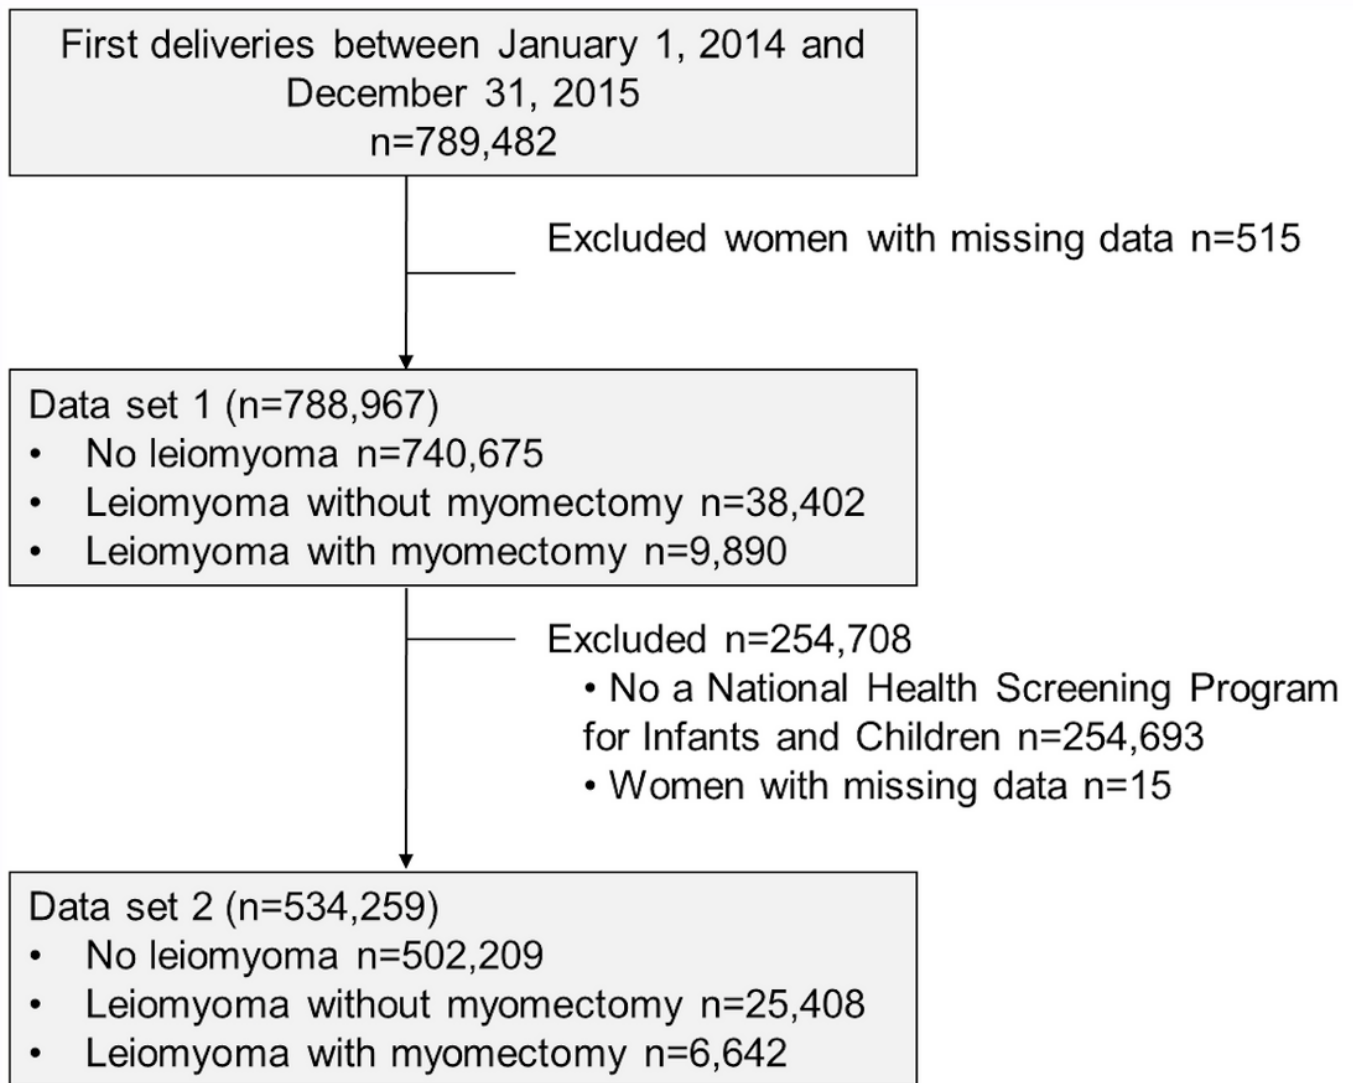 First deliveries between January 1, 2014 and
December 31, 2015
n=789,482
Excluded women with missing data n=515
Data set 1 (n=788,967)
• No leiomyoma n=740,675
• Leiomyoma without myomectomy n=38,402
• Leiomyoma with myomectomy n=9,890
Excluded n=254,708
• No a National Health Screening Program
for Infants and Children n=254,693
• Women with missing data n=15
Data set 2 (n=534,259)
• No leiomyoma n=502,209
• Leiomyoma without myomectomy n=25,408
• Leiomyoma with myomectomy n=6,642